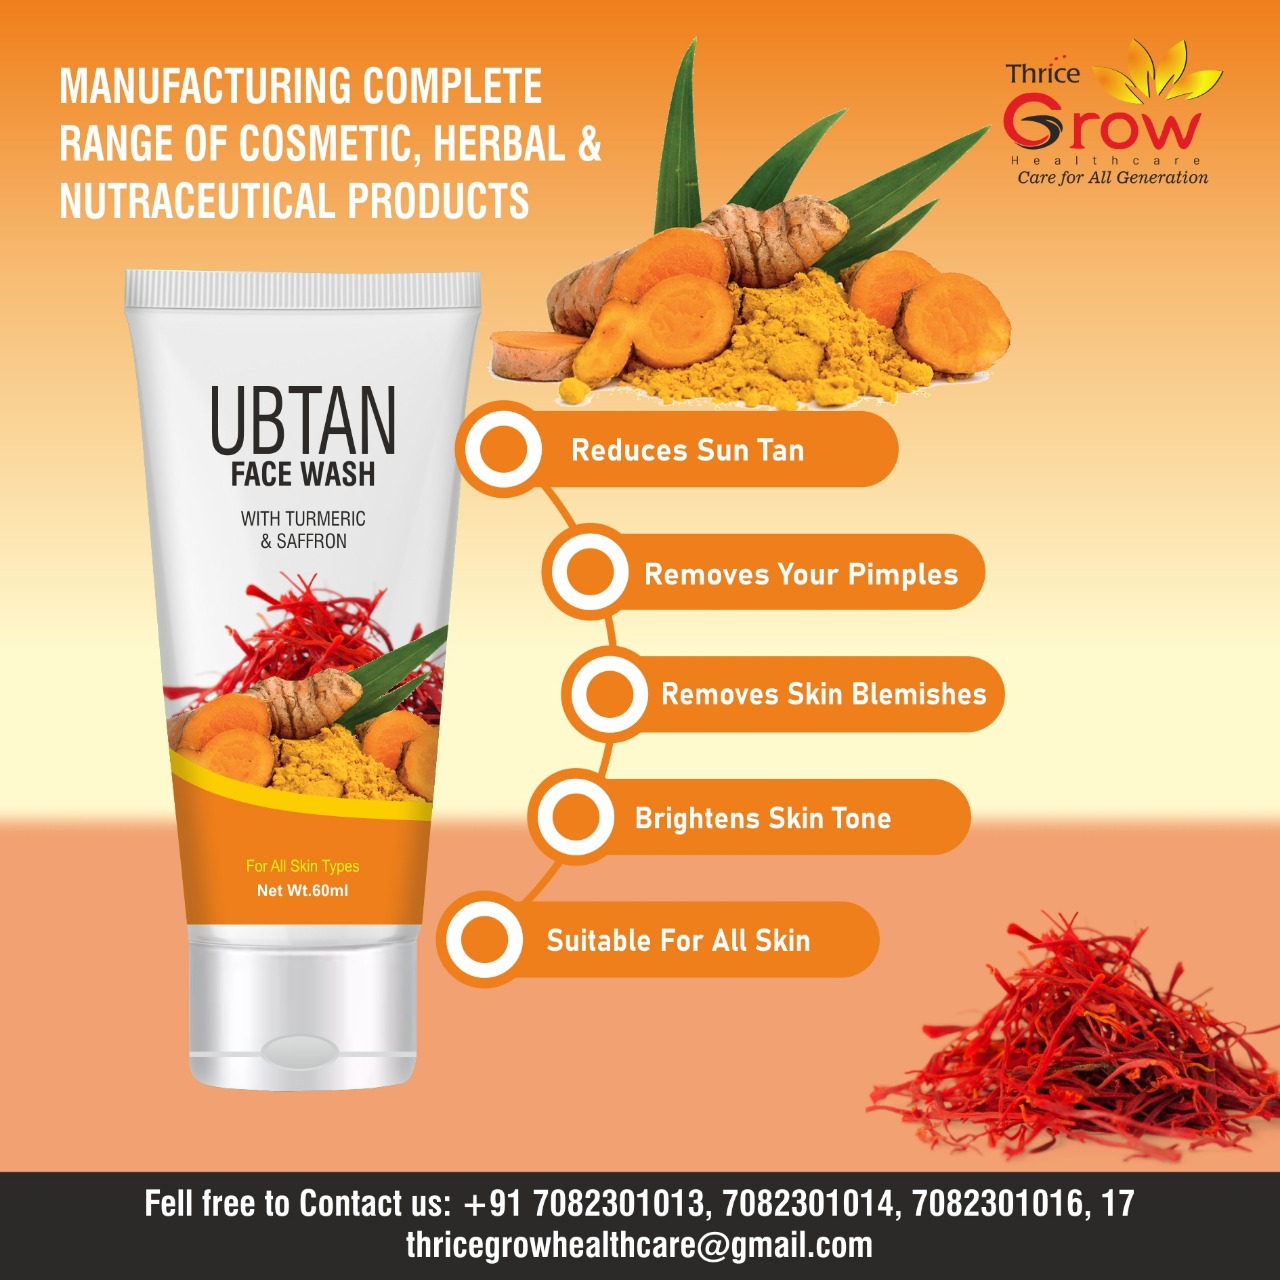 MANUFACTURING COMPLETE
RANGE OF COSMETIC, HERBAL &
NUTRACEUTICAL PRODUCTS
Thrice
Grow
Healthcare
Care for All Generation
UBTAN
FACE WASH
WITH TURMERIC
& SAFFRON
For All Skin Types
Net Wt.60ml
Reduces Sun Tan
Removes Your Pimples
Removes Skin Blemishes
Brightens Skin Tone
Suitable For All Skin
Fell free to Contact us: +91 7082301013, 7082301014, 7082301016, 17
thricegrowhealthcare@gmail.com